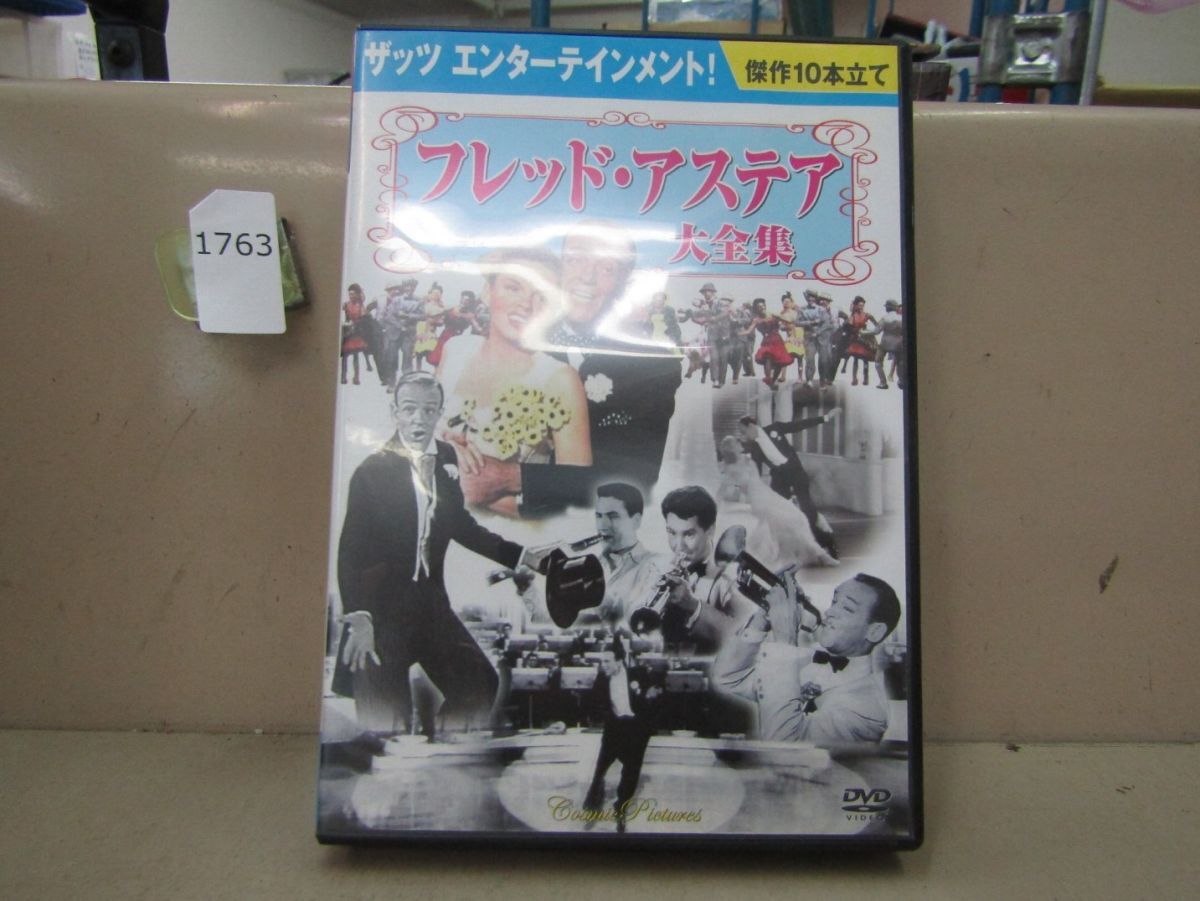 ザッツ エンターテインメント!
傑作10本立て
フレッド・アステア
大全集
1763
Cosmic Pictures
DVD
VIDEO